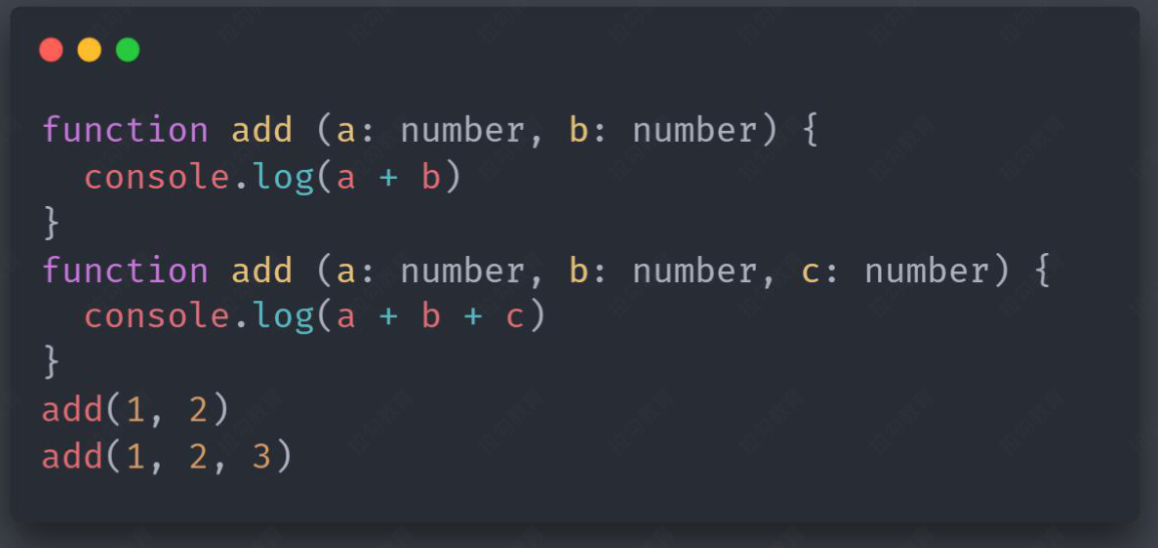 function add (a: number, b: number) {
  console.log(a + b)
}
function add (a: number, b: number, c: number) {
  console.log(a + b + c)
}
add(1, 2)
add(1, 2, 3)